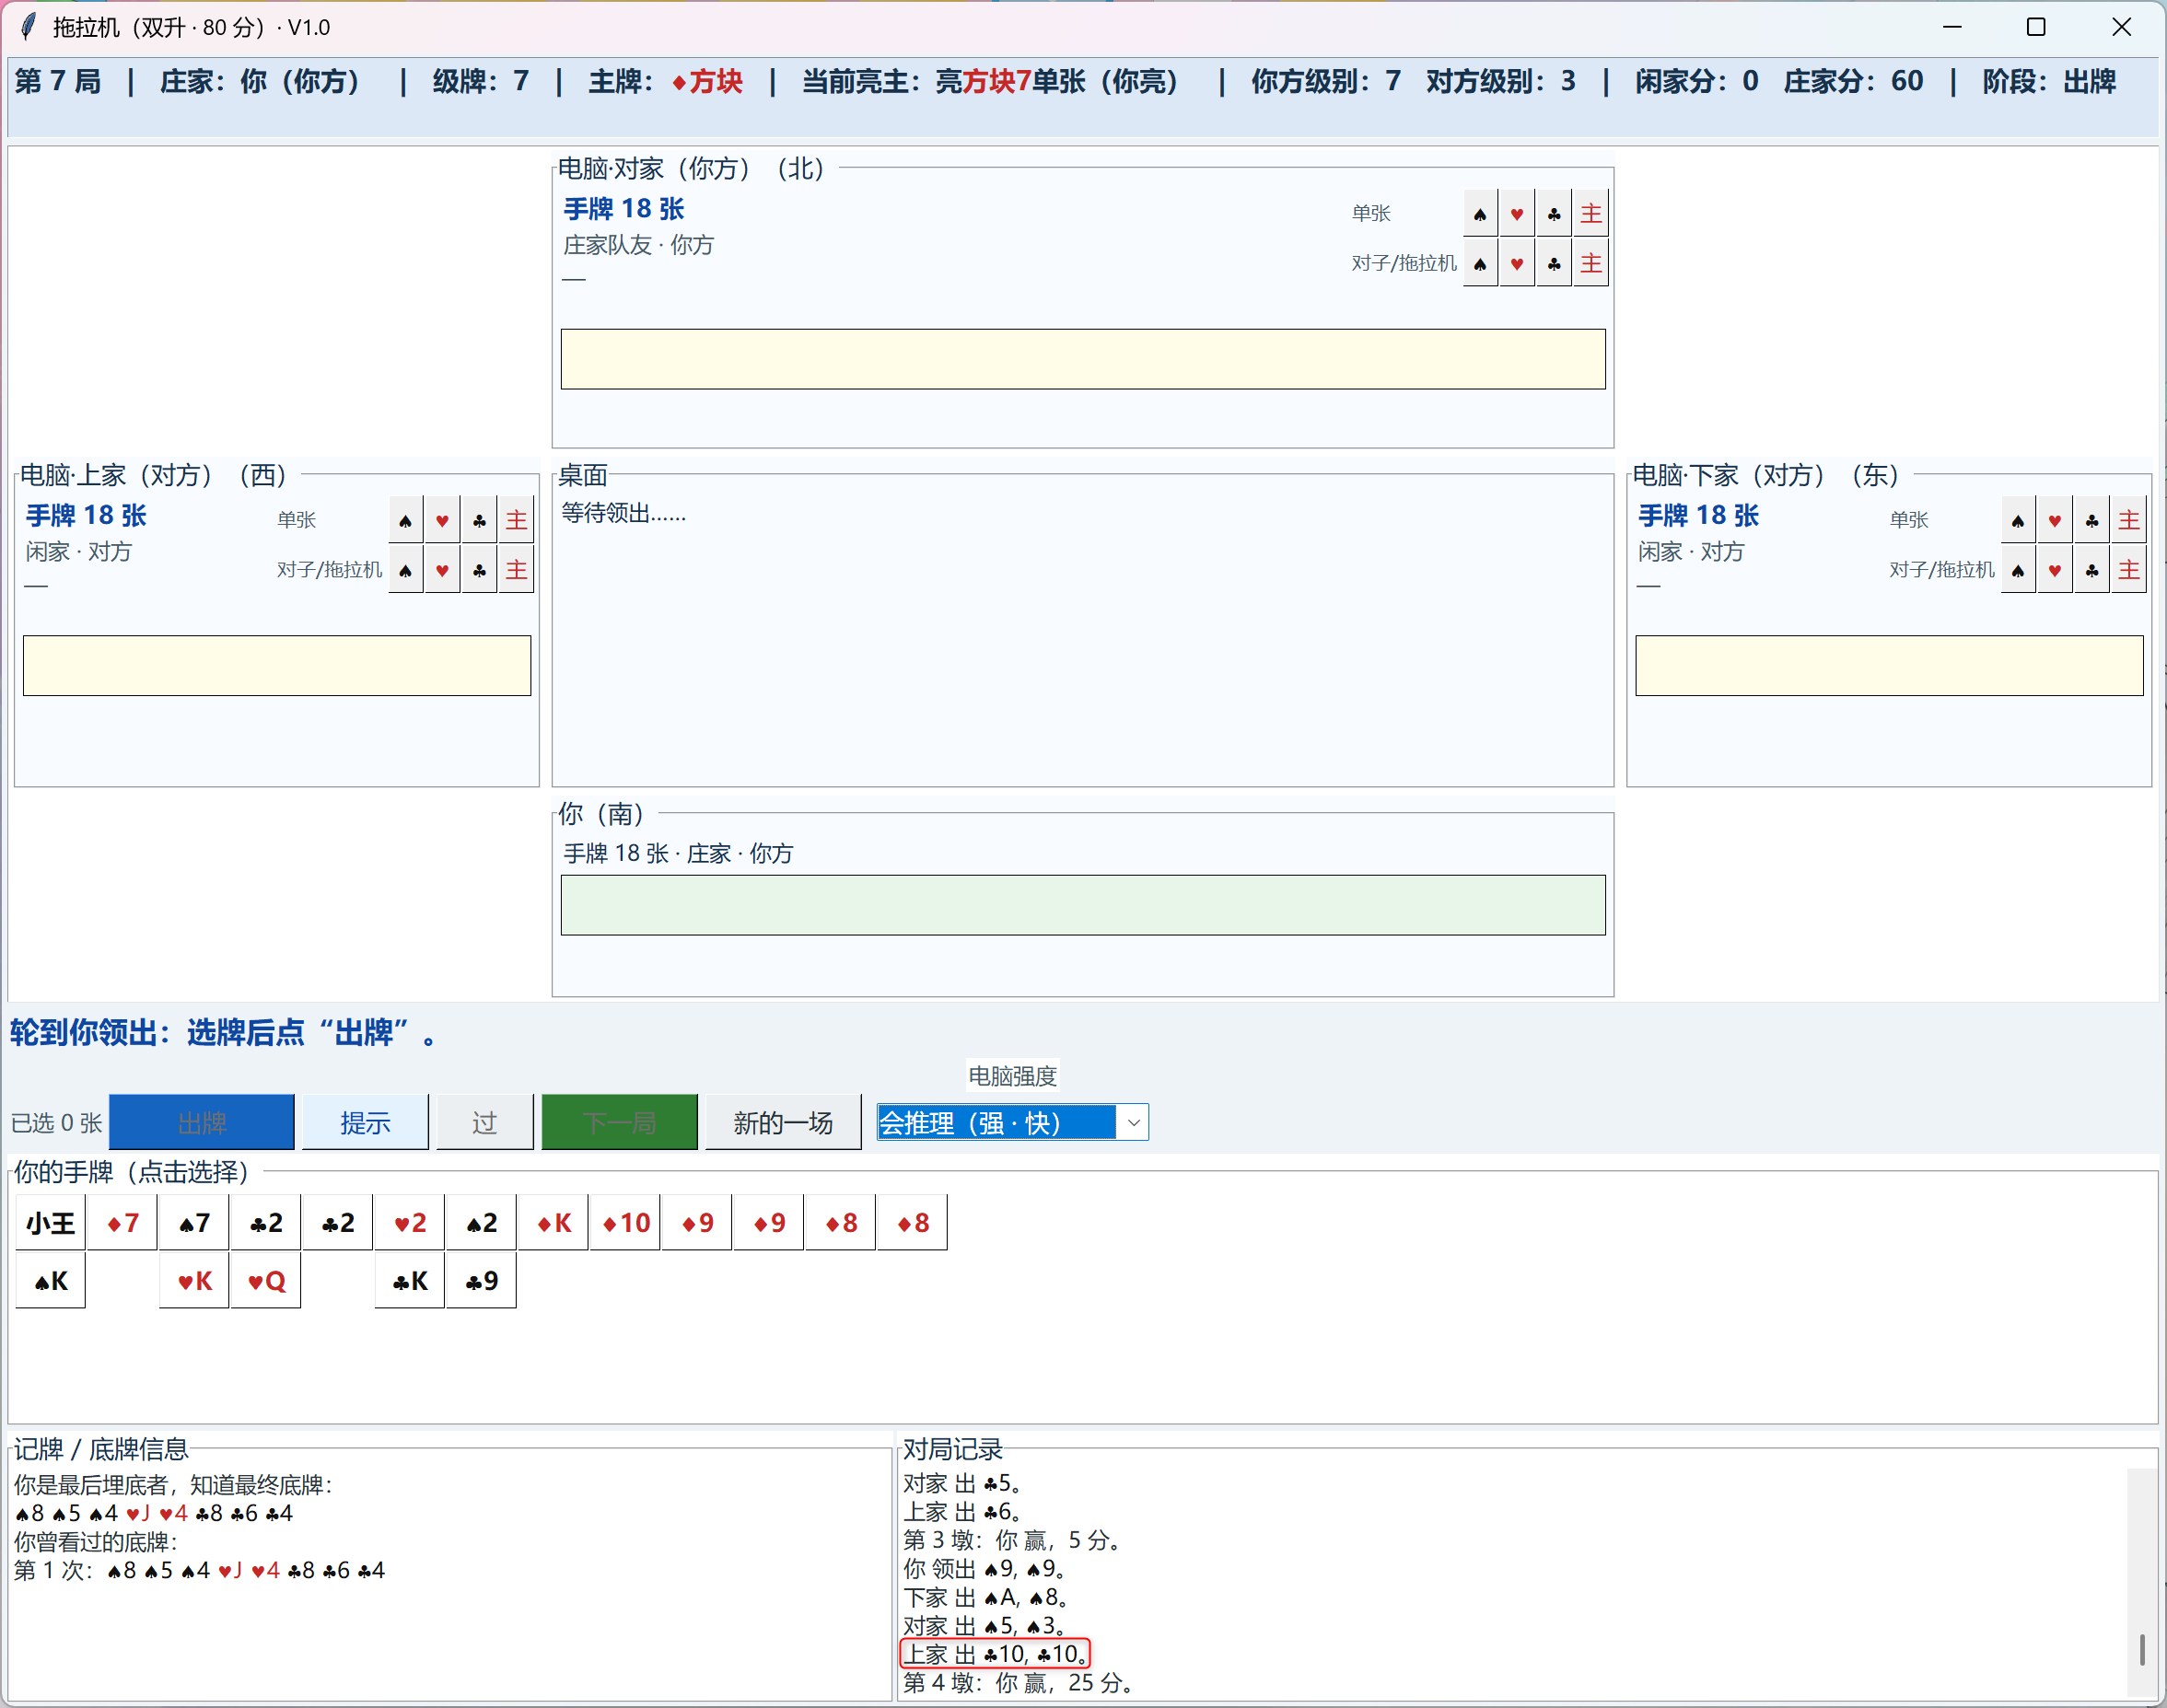 拖拉机（双升 · 80 分）· V1.0
第 7 局 | 庄家：你（你方） | 级牌：7 | 主牌：♦方块 | 当前亮主：亮方块7单张（你亮） | 你方级别：7 对方级别：3 | 闲家分：0 庄家分：60 | 阶段：出牌
电脑·对家（你方）（北）
手牌 18 张
庄家队友 · 你方
—
单张 ♠ ♥ ♣ 主
对子/拖拉机 ♠ ♥ ♣ 主
电脑·上家（对方）（西）
手牌 18 张
闲家 · 对方
—
单张 ♠ ♥ ♣ 主
对子/拖拉机 ♠ ♥ ♣ 主
桌面
等待领出……
电脑·下家（对方）（东）
手牌 18 张
闲家 · 对方
—
单张 ♠ ♥ ♣ 主
对子/拖拉机 ♠ ♥ ♣ 主
你（南）
手牌 18 张 · 庄家 · 你方
轮到你领出：选牌后点“出牌”。
电脑强度
已选 0 张 出牌 提示 过 下一局 新的一场 会推理（强 · 快）
你的手牌（点击选择）
小王 ♦7 ♠7 ♣2 ♣2 ♥2 ♠2 ♦K ♦10 ♦9 ♦9 ♦8 ♦8
♠K ♥K ♥Q ♣K ♣9
记牌 / 底牌信息
你是最后埋底者，知道最终底牌：
♠8 ♠5 ♠4 ♥J ♥4 ♣8 ♣6 ♣4
你曾看过的底牌：
第 1 次：♠8 ♠5 ♠4 ♥J ♥4 ♣8 ♣6 ♣4
对局记录
对家 出 ♣5。
上家 出 ♣6。
第 3 墩：你 赢，5 分。
你 领出 ♠9, ♠9。
下家 出 ♠A, ♠8。
对家 出 ♠5, ♠3。
上家 出 ♣10, ♣10。
第 4 墩：你 赢，25 分。